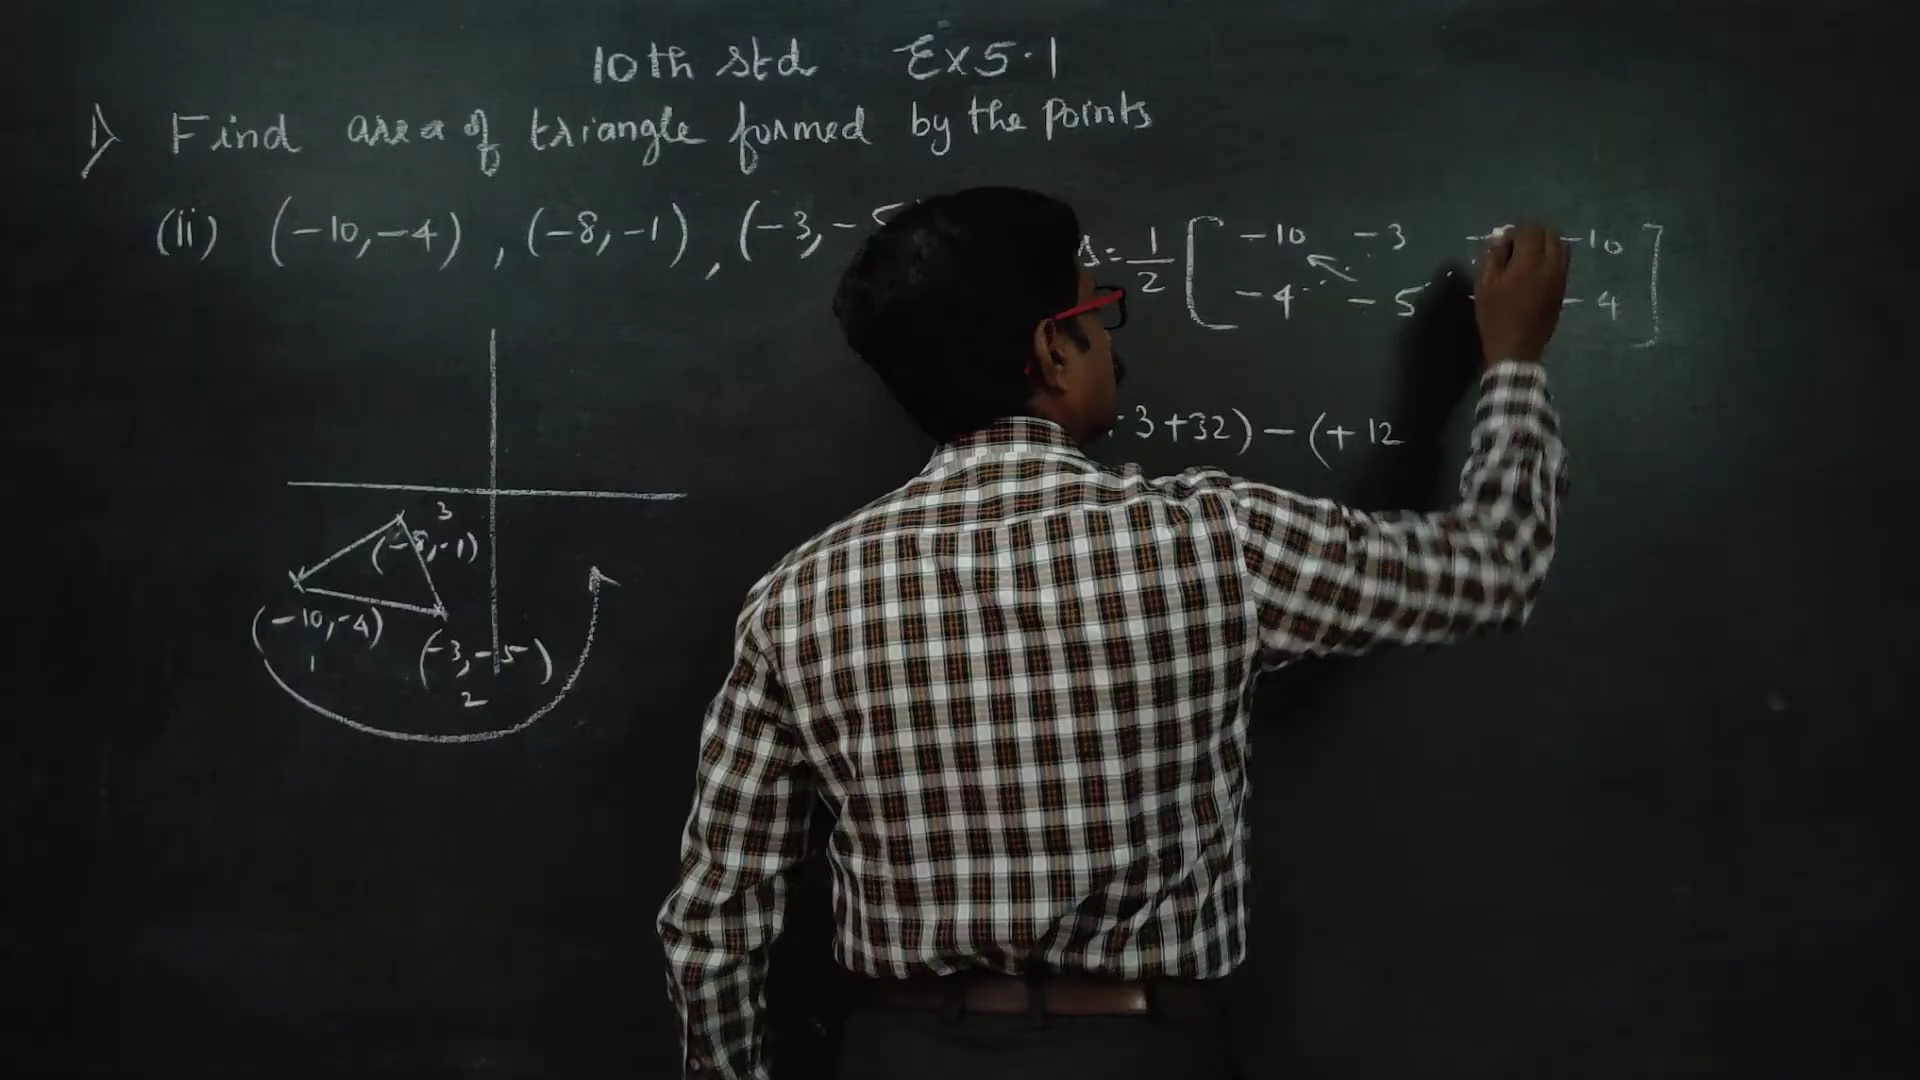 10th std Ex 5.1
1) Find area of triangle formed by the points
(ii) (-10,-4), (-8,-1), (-3,-5
Δ = 1/2 [ -10 -3 -10
-4 -5 -4 ]
3+32) - (+12
3
(-8,-1)
(-10,-4)
1
(-3,-5)
2